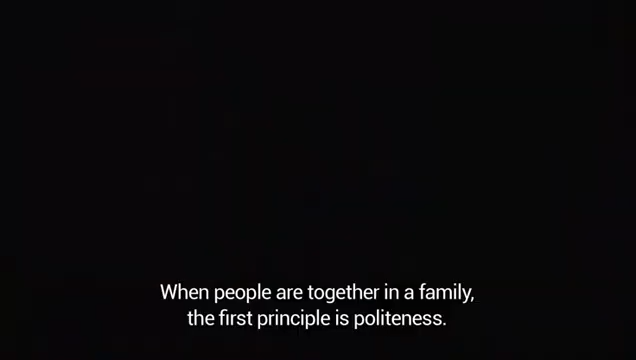 When people are together in a family,
the first principle is politeness.